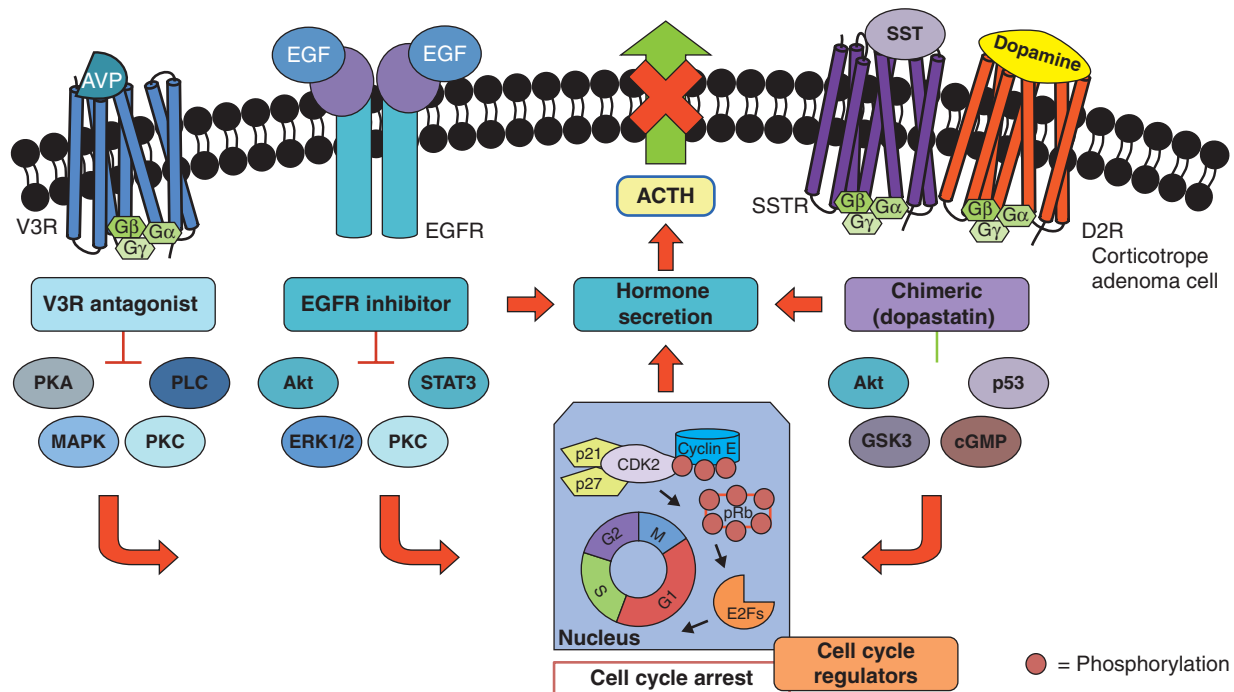 EGF
EGF
SST
Dopamine
AVP
V3R
Gβ
Gα
Gγ
EGFR
ACTH
SSTR
Gβ
Gα
Gγ
Gβ
Gα
Gγ
D2R
Corticotrope
adenoma cell
V3R antagonist
EGFR inhibitor
Hormone
secretion
Chimeric
(dopastatin)
PKA
PLC
MAPK
PKC
Akt
STAT3
ERK1/2
PKC
Akt
p53
GSK3
cGMP
p21
p27
CDK2
Cyclin E
pRb
G2
M
S
G1
E2Fs
Nucleus
Cell cycle
regulators
Cell cycle arrest
= Phosphorylation